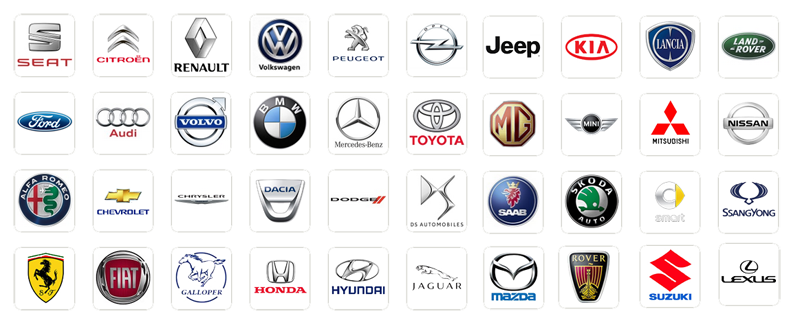 SEAT
CITROËN
RENAULT
Volkswagen
PEUGEOT
Jeep
KIA
LANCIA
LAND-
ROVER
Ford
Audi
VOLVO
BMW
Mercedes-Benz
TOYOTA
MG
MINI
MITSUBISHI
NISSAN
ALFA ROMEO
CHEVROLET
CHRYSLER
DACIA
DODGE
DS AUTOMOBILES
SAAB
SKODA
AUTO
smart
SSANGYONG
S F
FIAT
GALLOPER
HONDA
HYUNDAI
JAGUAR
mazda
ROVER
SUZUKI
LEXUS